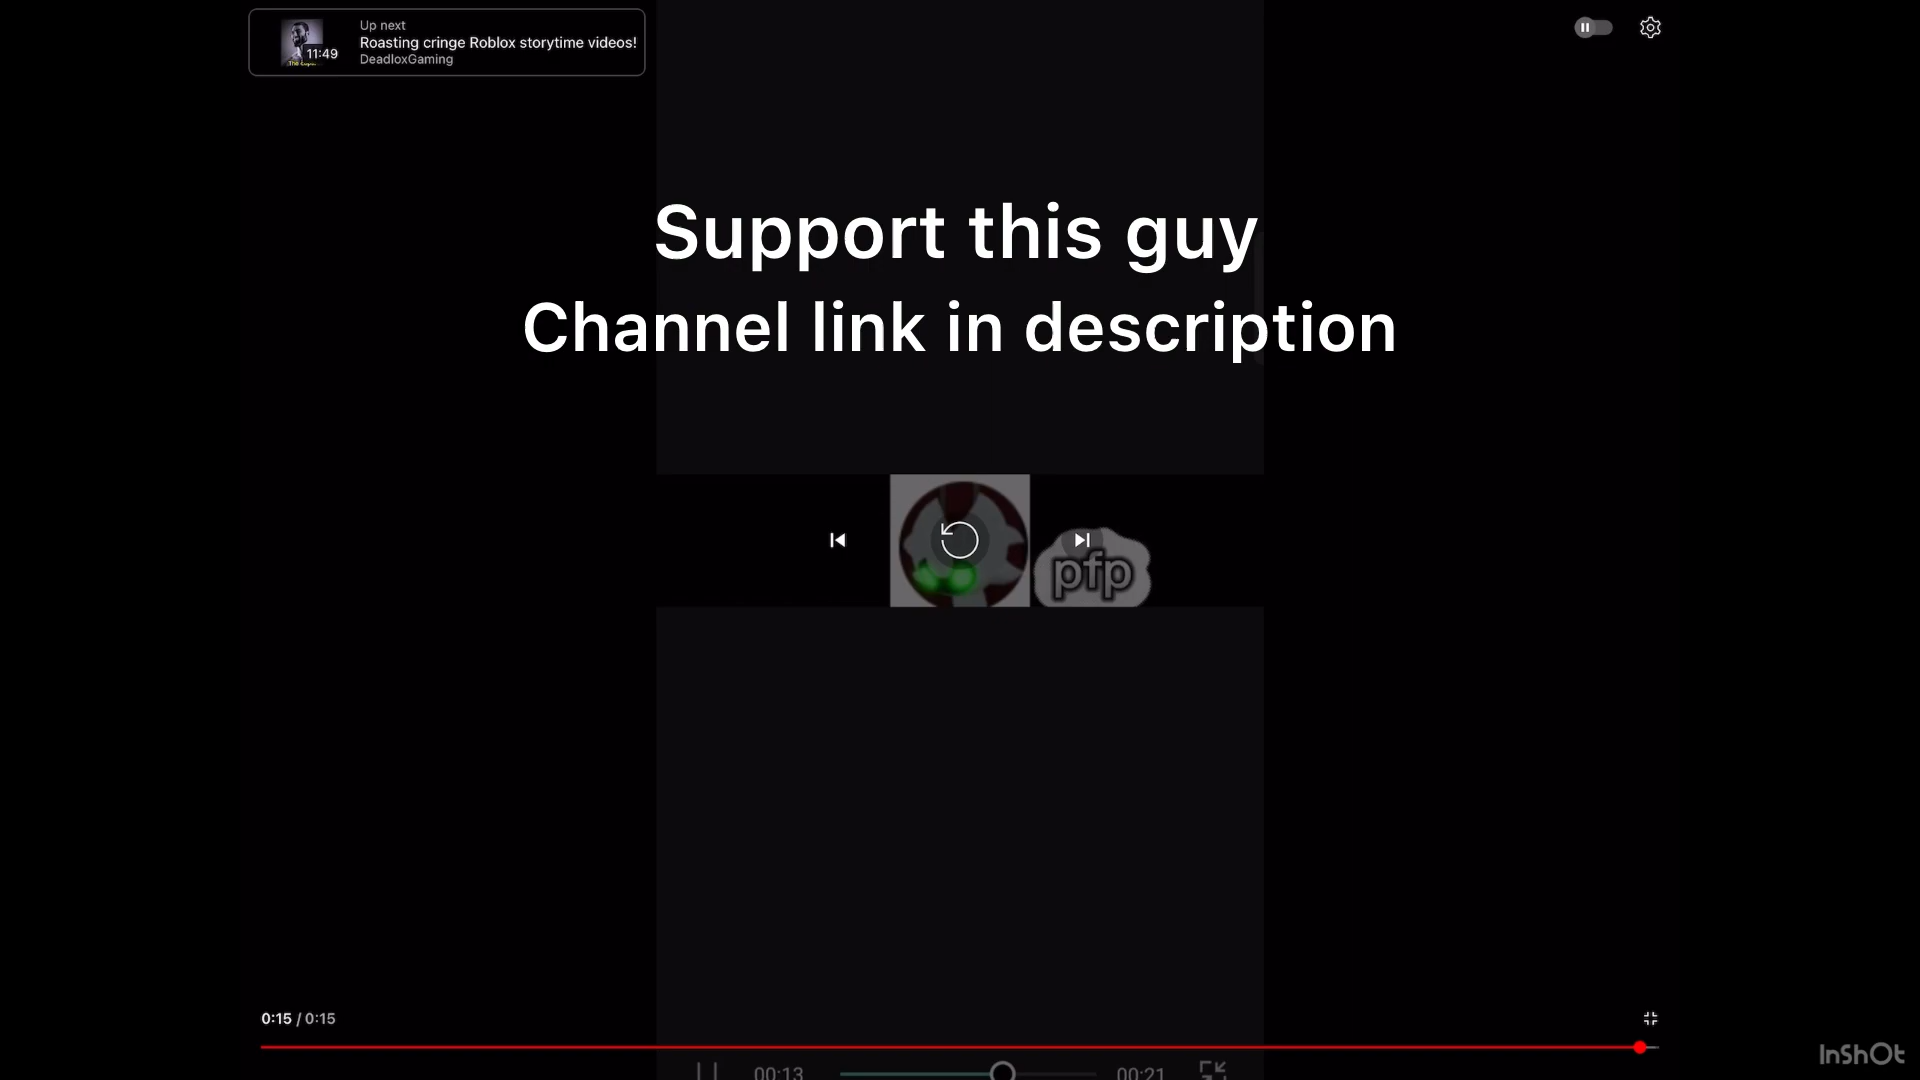 Up next
Roasting cringe Roblox storytime videos!
DeadloxGaming
11:49
Support this guy
Channel link in description
pfp
0:15 / 0:15
00:13
00:21
InShOt